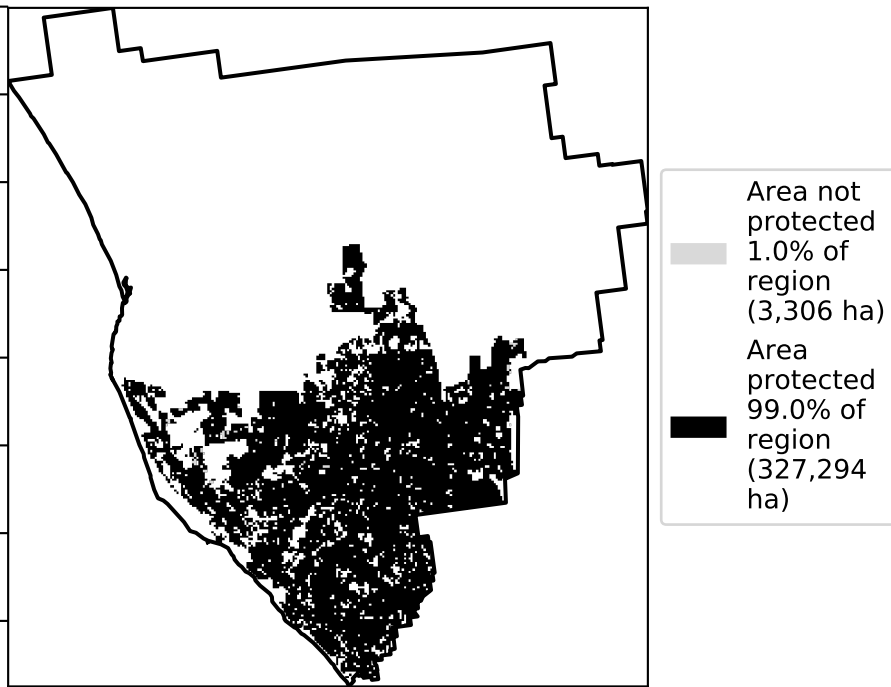 Area not
protected
1.0% of
region
(3,306 ha)
Area
protected
99.0% of
region
(327,294
ha)